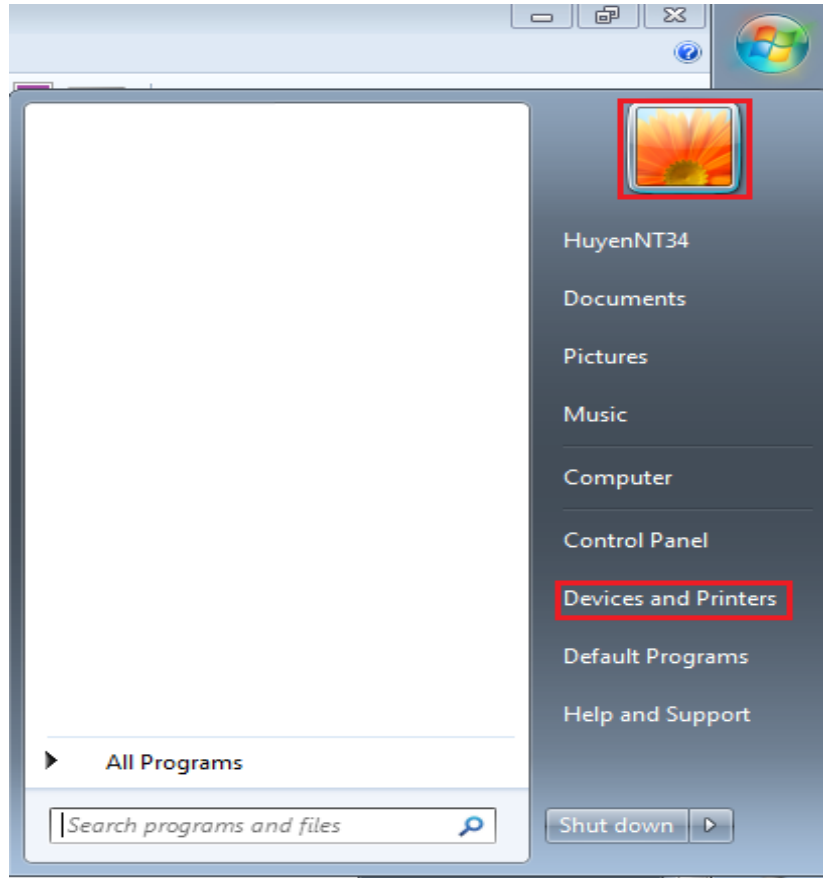 HuyenNT34
Documents
Pictures
Music
Computer
Control Panel
Devices and Printers
Default Programs
Help and Support
All Programs
Search programs and files
Shut down